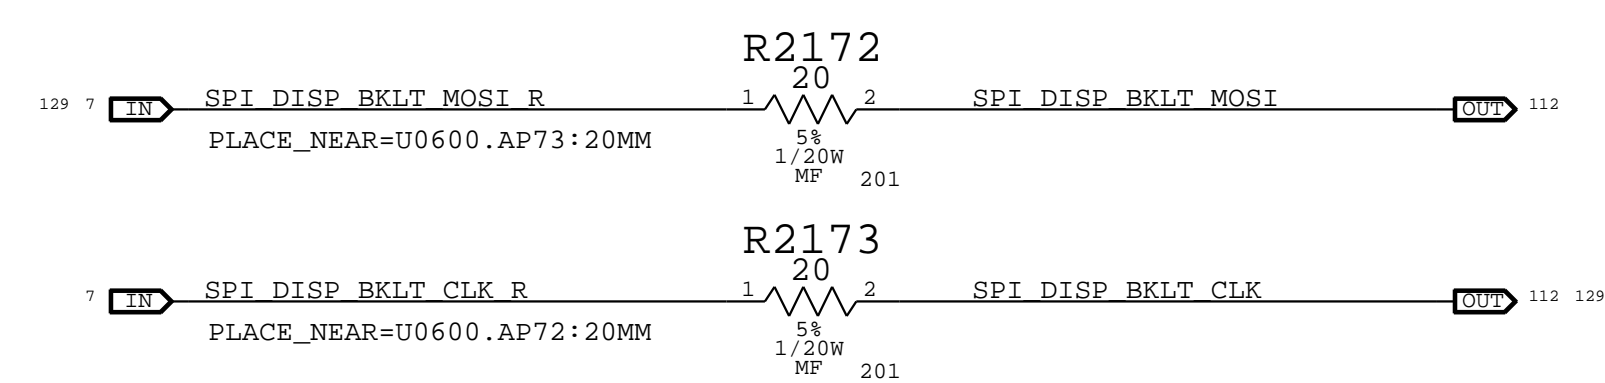 R2172
20
129 7 IN SPI_DISP_BKLT_MOSI_R 1 2 SPI_DISP_BKLT_MOSI OUT 112
PLACE_NEAR=U0600.AP73:20MM
5%
1/20W
MF 201
R2173
20
7 IN SPI_DISP_BKLT_CLK_R 1 2 SPI_DISP_BKLT_CLK OUT 112 129
PLACE_NEAR=U0600.AP72:20MM
5%
1/20W
MF 201